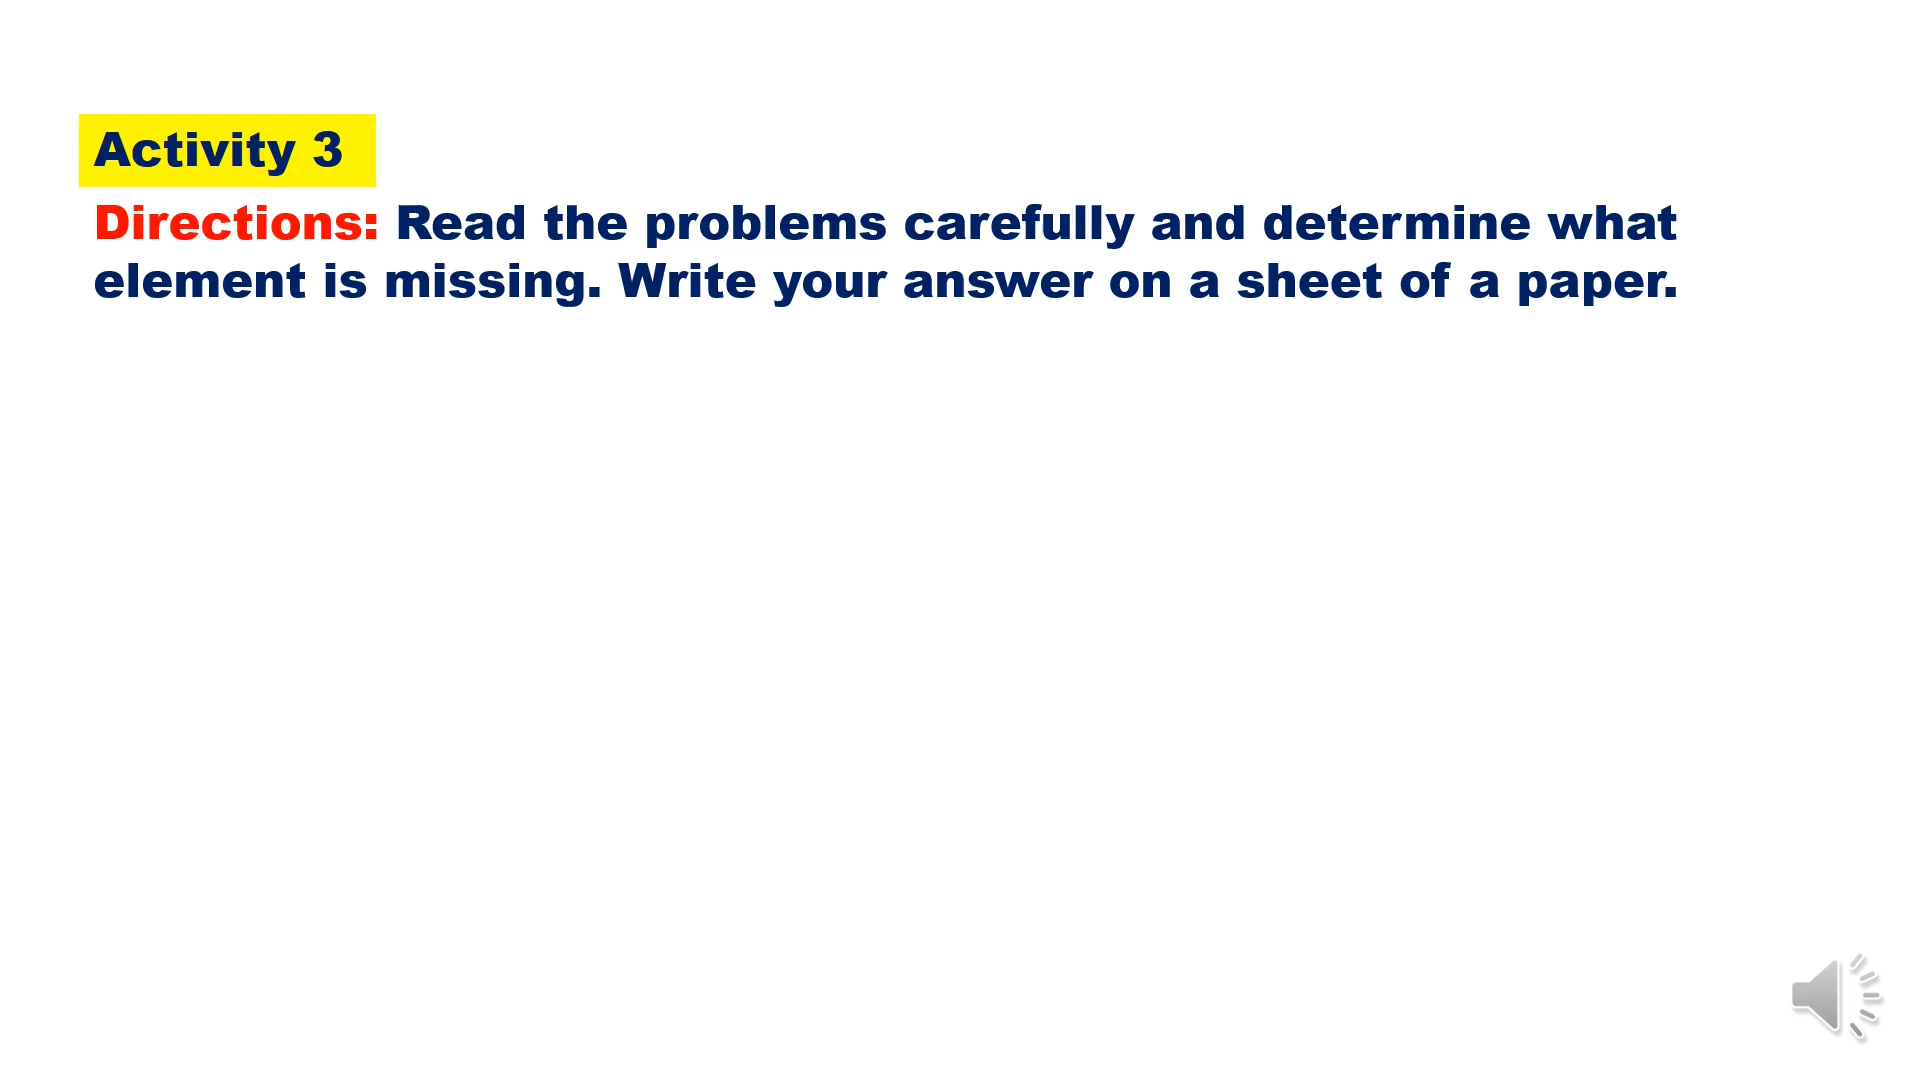 Activity 3
Directions: Read the problems carefully and determine what
element is missing. Write your answer on a sheet of a paper.